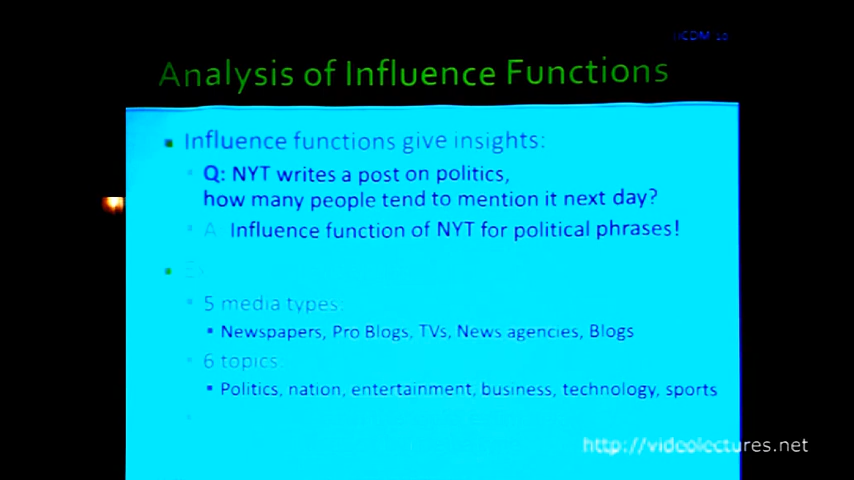 Analysis of Influence Functions
Influence functions give insights:
Q: NYT writes a post on politics,
how many people tend to mention it next day?
A Influence function of NYT for political phrases!
5 media types:
Newspapers, Pro Blogs, TVs, News agencies, Blogs
6 topics:
Politics, nation, entertainment, business, technology, sports
http://videolectures.net